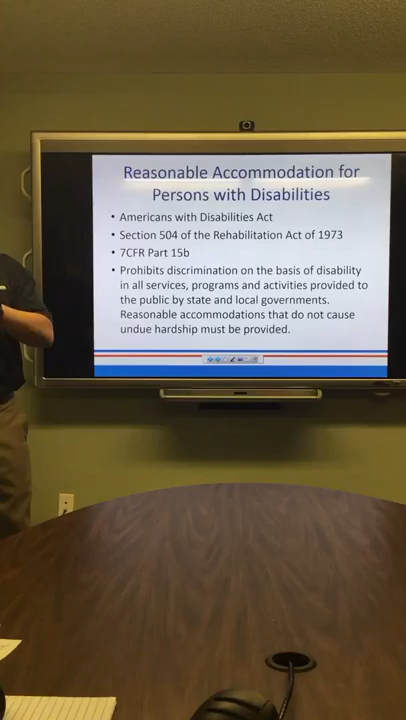 Reasonable Accommodation for
Persons with Disabilities
• Americans with Disabilities Act
• Section 504 of the Rehabilitation Act of 1973
• 7CFR Part 15b
• Prohibits discrimination on the basis of disability
in all services, programs and activities provided to
the public by state and local governments.
Reasonable accommodations that do not cause
undue hardship must be provided.